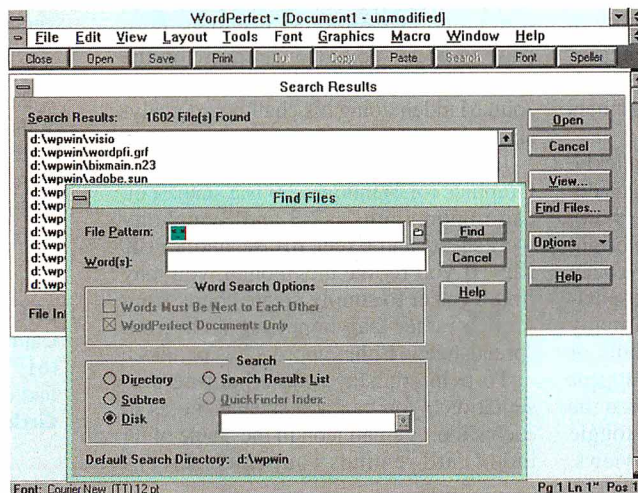 WordPerfect - [Document1 - unmodified]
File Edit View Layout Tools Font Graphics Macro Window Help
Close Open Save Print Cut Copy Paste Search Font Speller
Search Results
Search Results: 1602 File(s) Found
Open
d:\wpwin\visio
d:\wpwin\wordpfi.grf
Cancel
d:\wpwin\bixmain.n23
d:\wpwin\adobe.sun
View...
Find Files...
Options
Help
Find Files
File Pattern: *.*
Find
Word(s):
Cancel
Help
Word Search Options
Words Must Be Next to Each Other
WordPerfect Documents Only
Search
Directory Search Results List
Subtree QuickFinder Index:
Disk
Default Search Directory: d:\wpwin
Font: Courier New (TT) 12 pt Pg 1 Ln 1" Pos 1